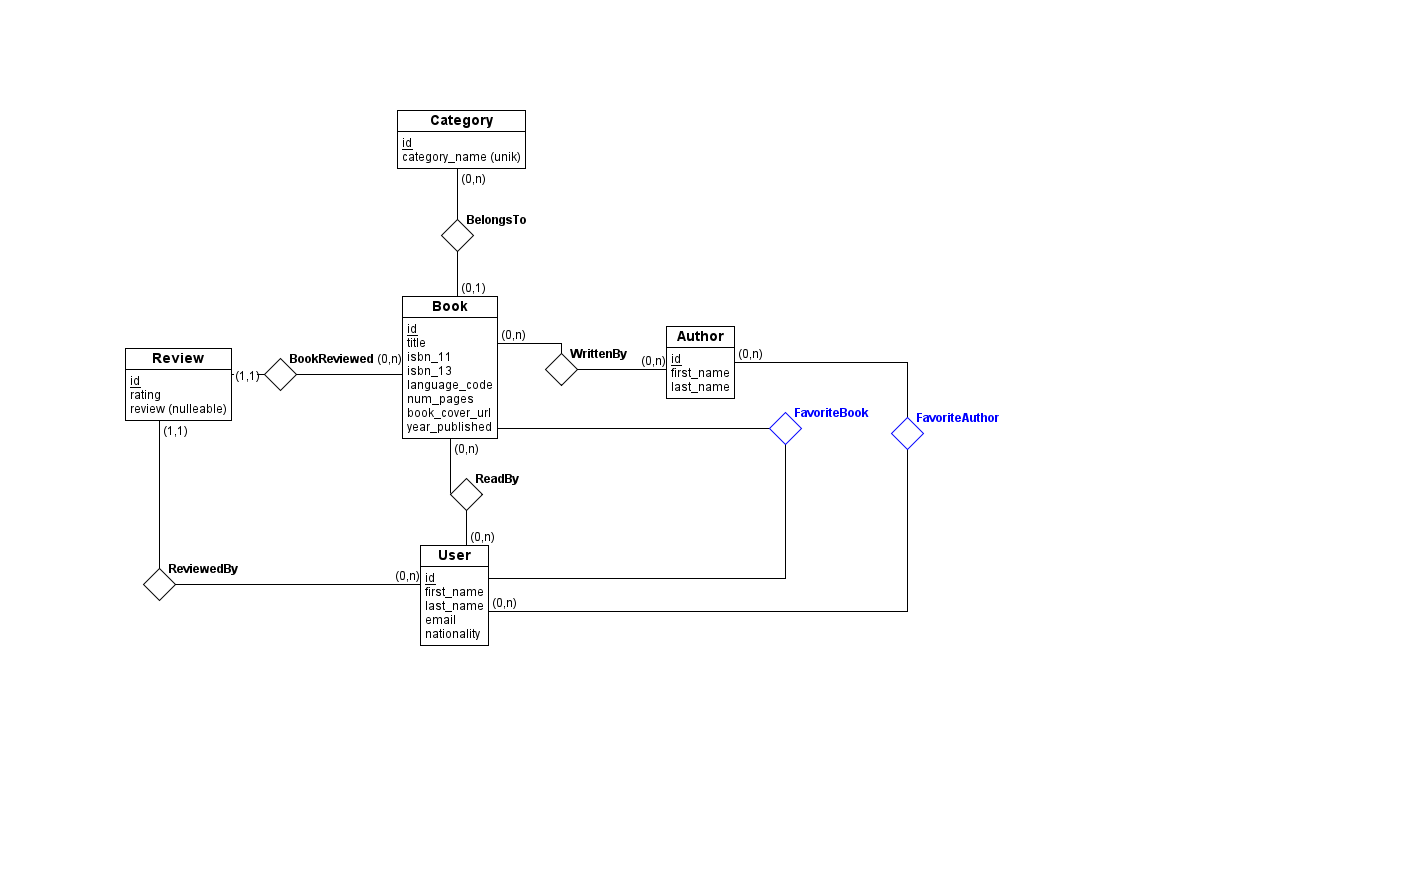 Category
id
category_name (unik)
(0,n)
BelongsTo
(0,1)
Book
id
title
isbn_11
isbn_13
language_code
num_pages
book_cover_url
year_published
(0,n)
WrittenBy
(0,n)
Author
id
first_name
last_name
(0,n)
Review
id
rating
review (nulleable)
(1,1)
BookReviewed (0,n)
(1,1)
FavoriteBook
FavoriteAuthor
(0,n)
ReadBy
(0,n)
User
id
first_name
last_name
email
nationality
ReviewedBy
(0,n)
(0,n)